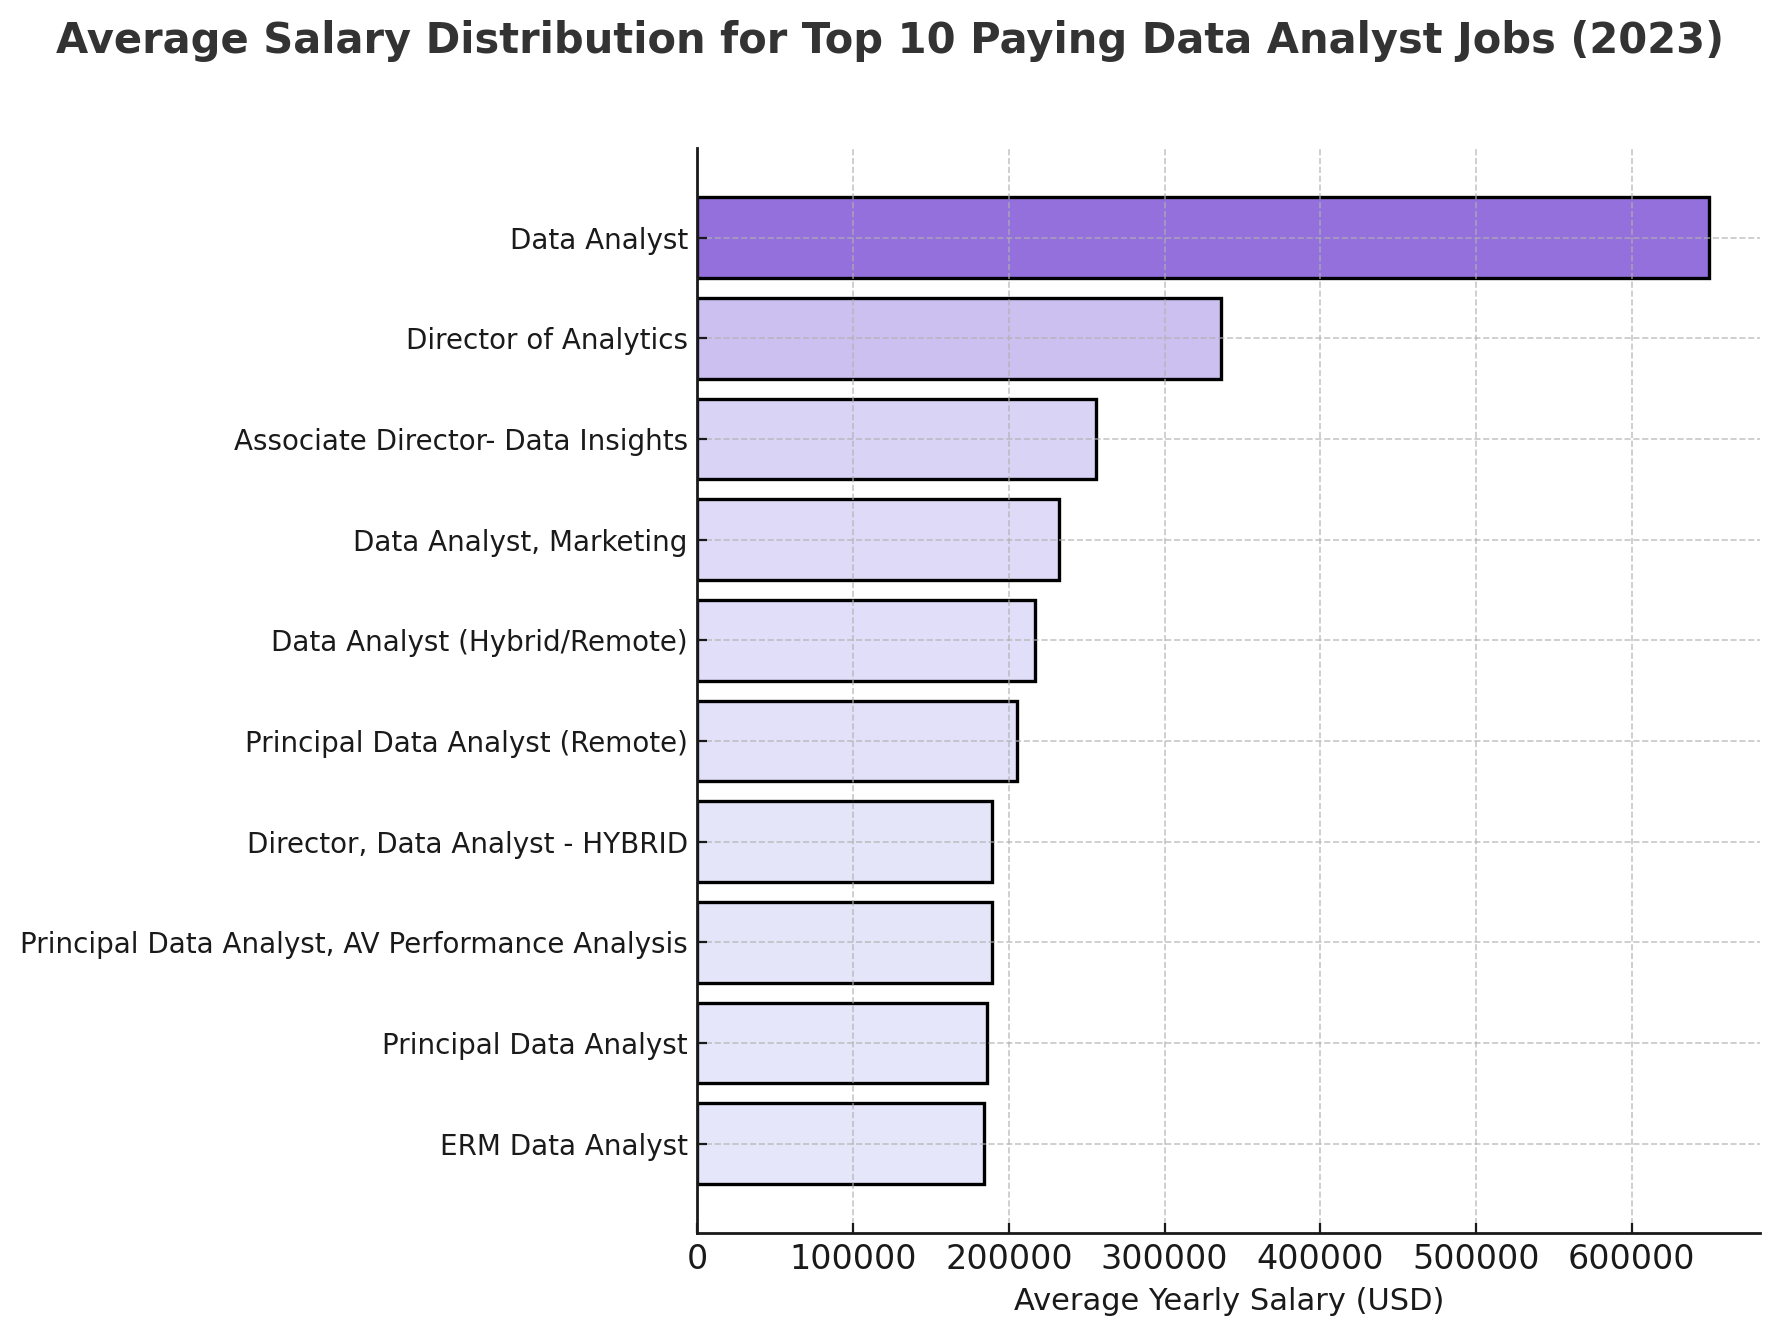 Average Salary Distribution for Top 10 Paying Data Analyst Jobs (2023)
Data Analyst
Director of Analytics
Associate Director- Data Insights
Data Analyst, Marketing
Data Analyst (Hybrid/Remote)
Principal Data Analyst (Remote)
Director, Data Analyst - HYBRID
Principal Data Analyst, AV Performance Analysis
Principal Data Analyst
ERM Data Analyst
0 100000 200000 300000 400000 500000 600000
Average Yearly Salary (USD)